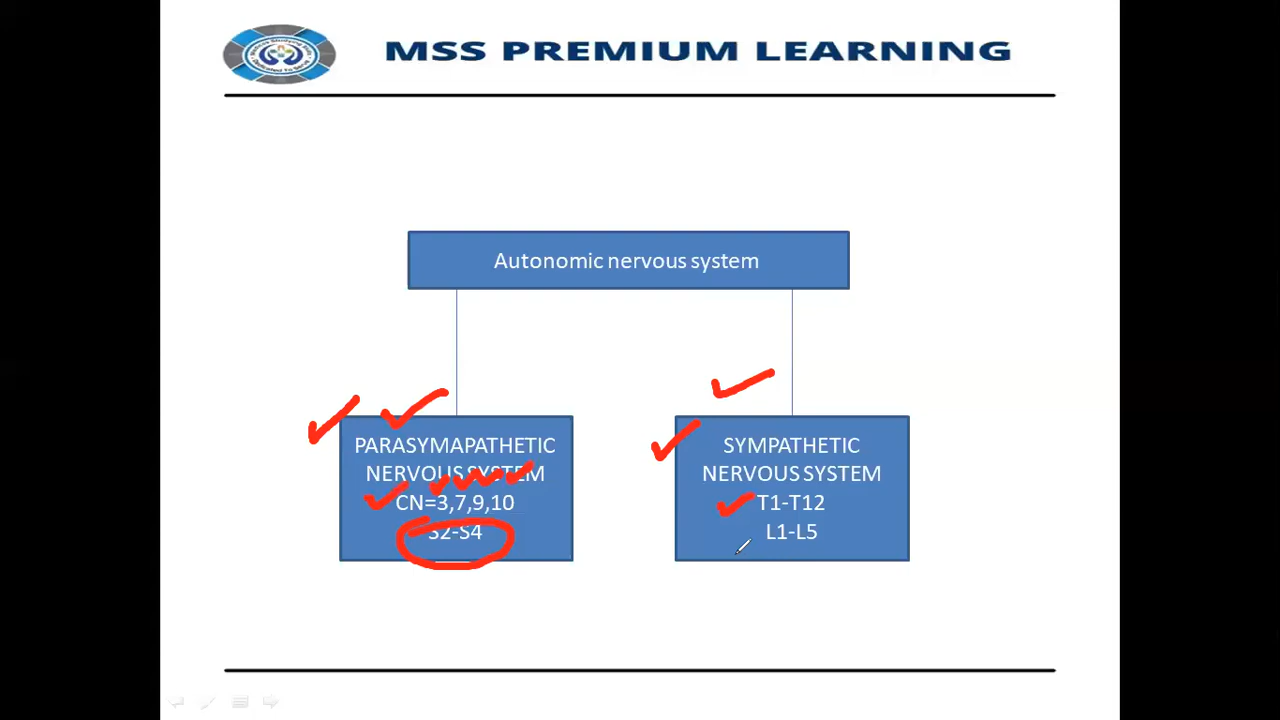 MSS PREMIUM LEARNING
Autonomic nervous system
PARASYMAPATHETIC
NERVOUS SYSTEM
CN=3,7,9,10
S2-S4
SYMPATHETIC
NERVOUS SYSTEM
T1-T12
L1-L5